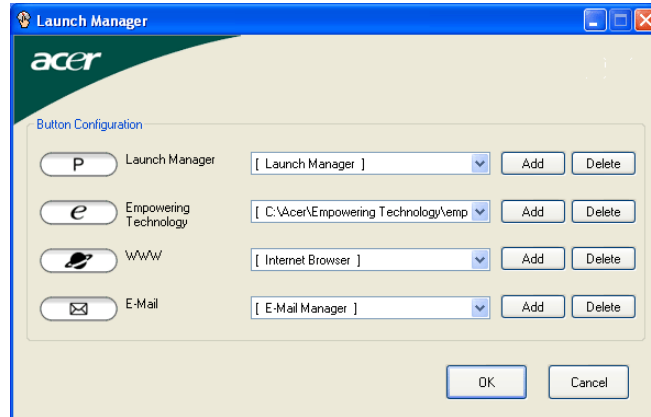 Launch Manager
acer
Button Configuration
P Launch Manager [ Launch Manager ] Add Delete
e Empowering
Technology [ C:\Acer\Empowering Technology\emp Add Delete
WWW [ Internet Browser ] Add Delete
E-Mail [ E-Mail Manager ] Add Delete
OK Cancel